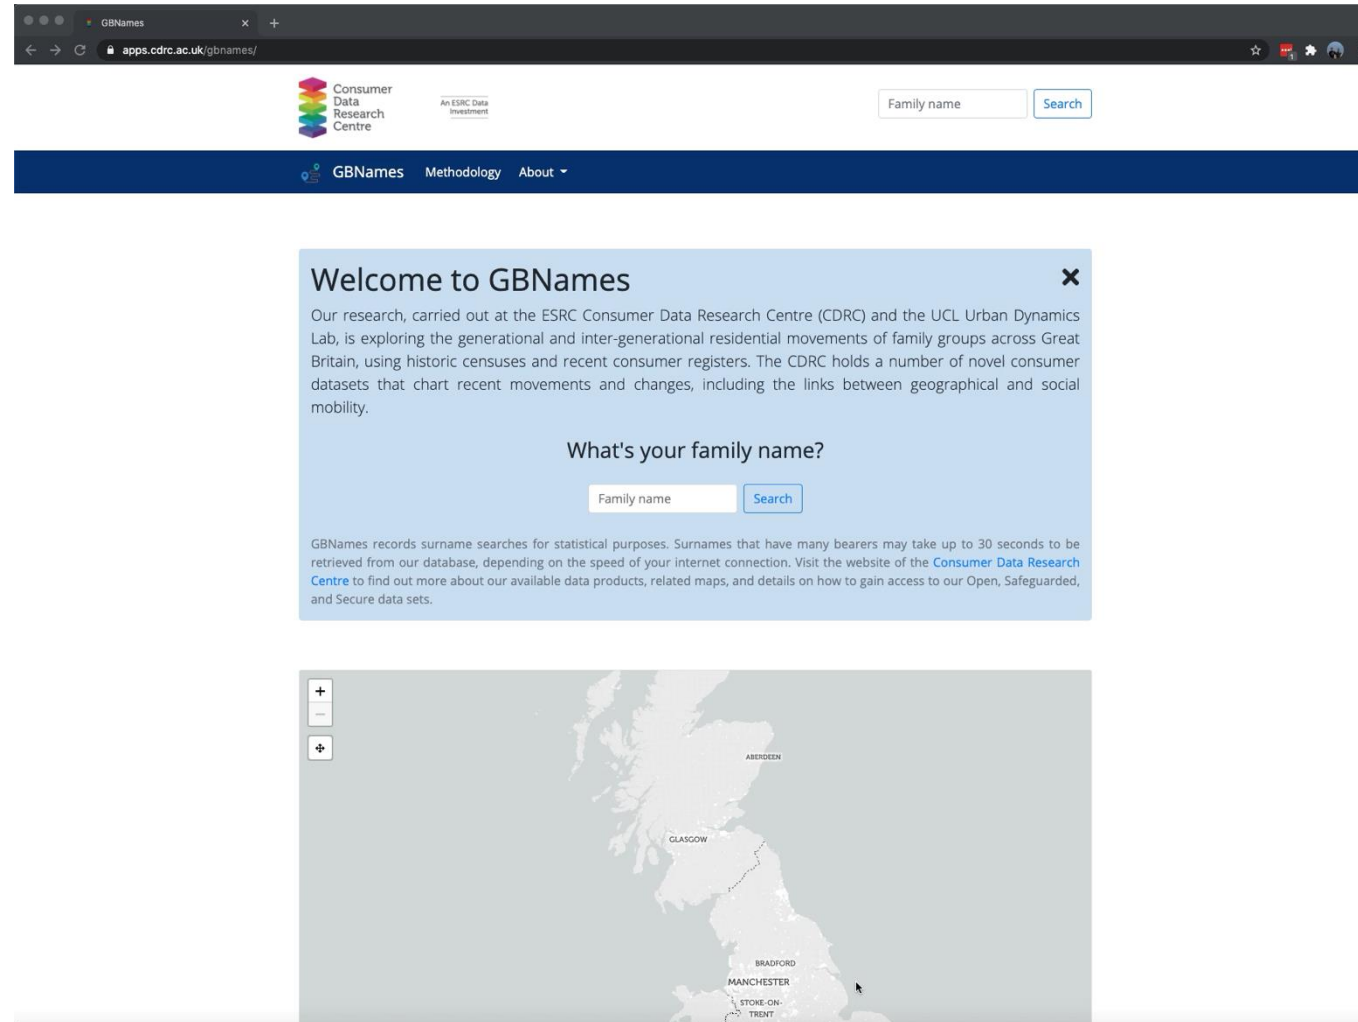 GBNames
apps.cdrc.ac.uk/gbnames/
1
Consumer
Data
Research
Centre
An ESRC Data
Investment
Family name
Search
GBNames
Methodology
About
Welcome to GBNames
Our research, carried out at the ESRC Consumer Data Research Centre (CDRC) and the UCL Urban Dynamics
Lab, is exploring the generational and inter-generational residential movements of family groups across Great
Britain, using historic censuses and recent consumer registers. The CDRC holds a number of novel consumer
datasets that chart recent movements and changes, including the links between geographical and social
mobility.
What's your family name?
Family name
Search
GBNames records surname searches for statistical purposes. Surnames that have many bearers may take up to 30 seconds to be
retrieved from our database, depending on the speed of your internet connection. Visit the website of the Consumer Data Research
Centre to find out more about our available data products, related maps, and details on how to gain access to our Open, Safeguarded,
and Secure data sets.
ABERDEEN
GLASGOW
BRADFORD
MANCHESTER
STOKE-ON-
TRENT